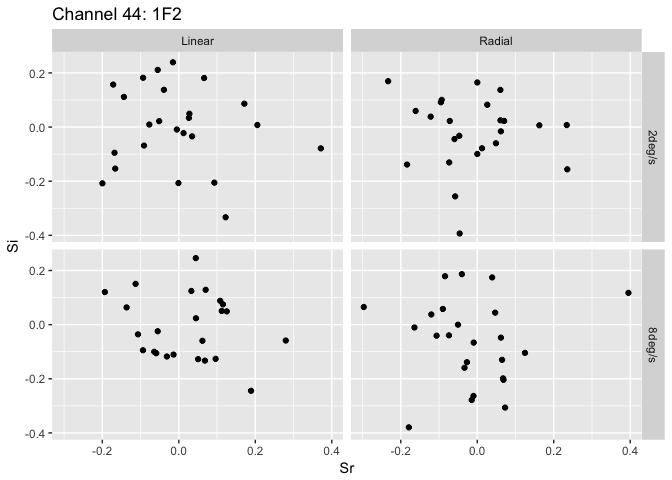 Channel 44: 1F2
Linear
Radial
0.2
0.0
-0.2
-0.4
2deg/s
Si
0.2
0.0
-0.2
-0.4
8deg/s
-0.2 0.0 0.2 0.4
-0.2 0.0 0.2 0.4
Sr